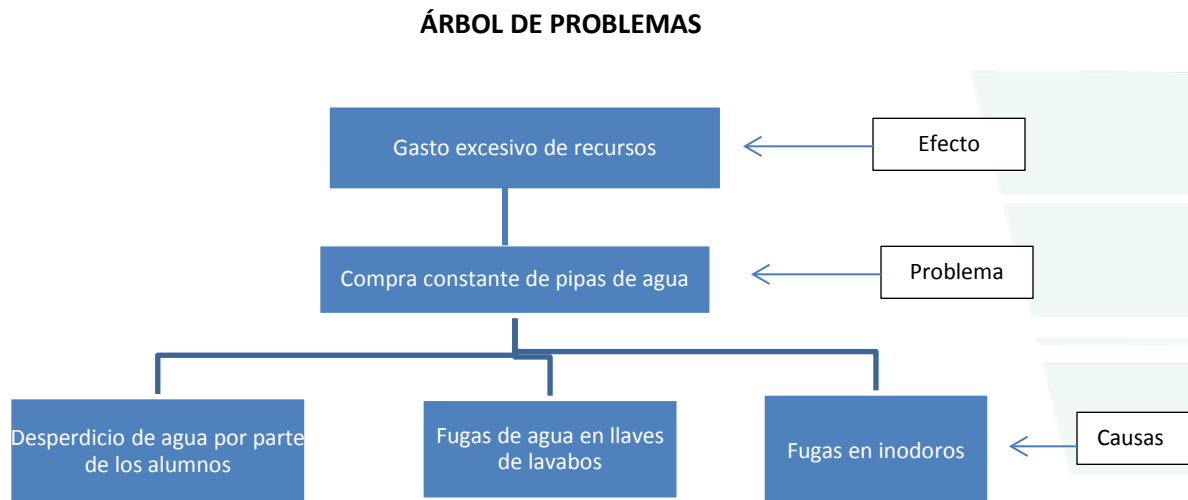 ÁRBOL DE PROBLEMAS
Gasto excesivo de recursos
Efecto
Compra constante de pipas de agua
Problema
Desperdicio de agua por parte
de los alumnos
Fugas de agua en llaves
de lavabos
Fugas en inodoros
Causas